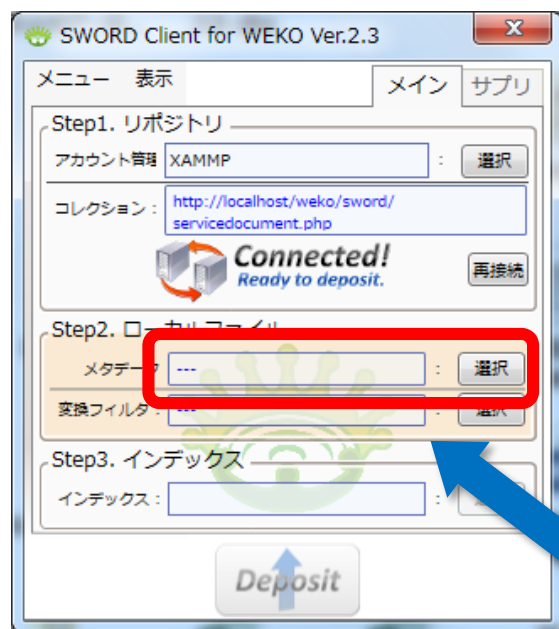 SWORD Client for WEKO Ver.2.3
メニュー 表示 メイン サプリ
Step1. リポジトリ
アカウント管理 XAMMP : 選択
コレクション : http://localhost/weko/sword/
servicedocument.php
Connected!
Ready to deposit.
再接続
Step2. ローカルファイル
メタデータ --- : 選択
変換フィルタ : --- : 選択
Step3. インデックス
インデックス : :
Deposit